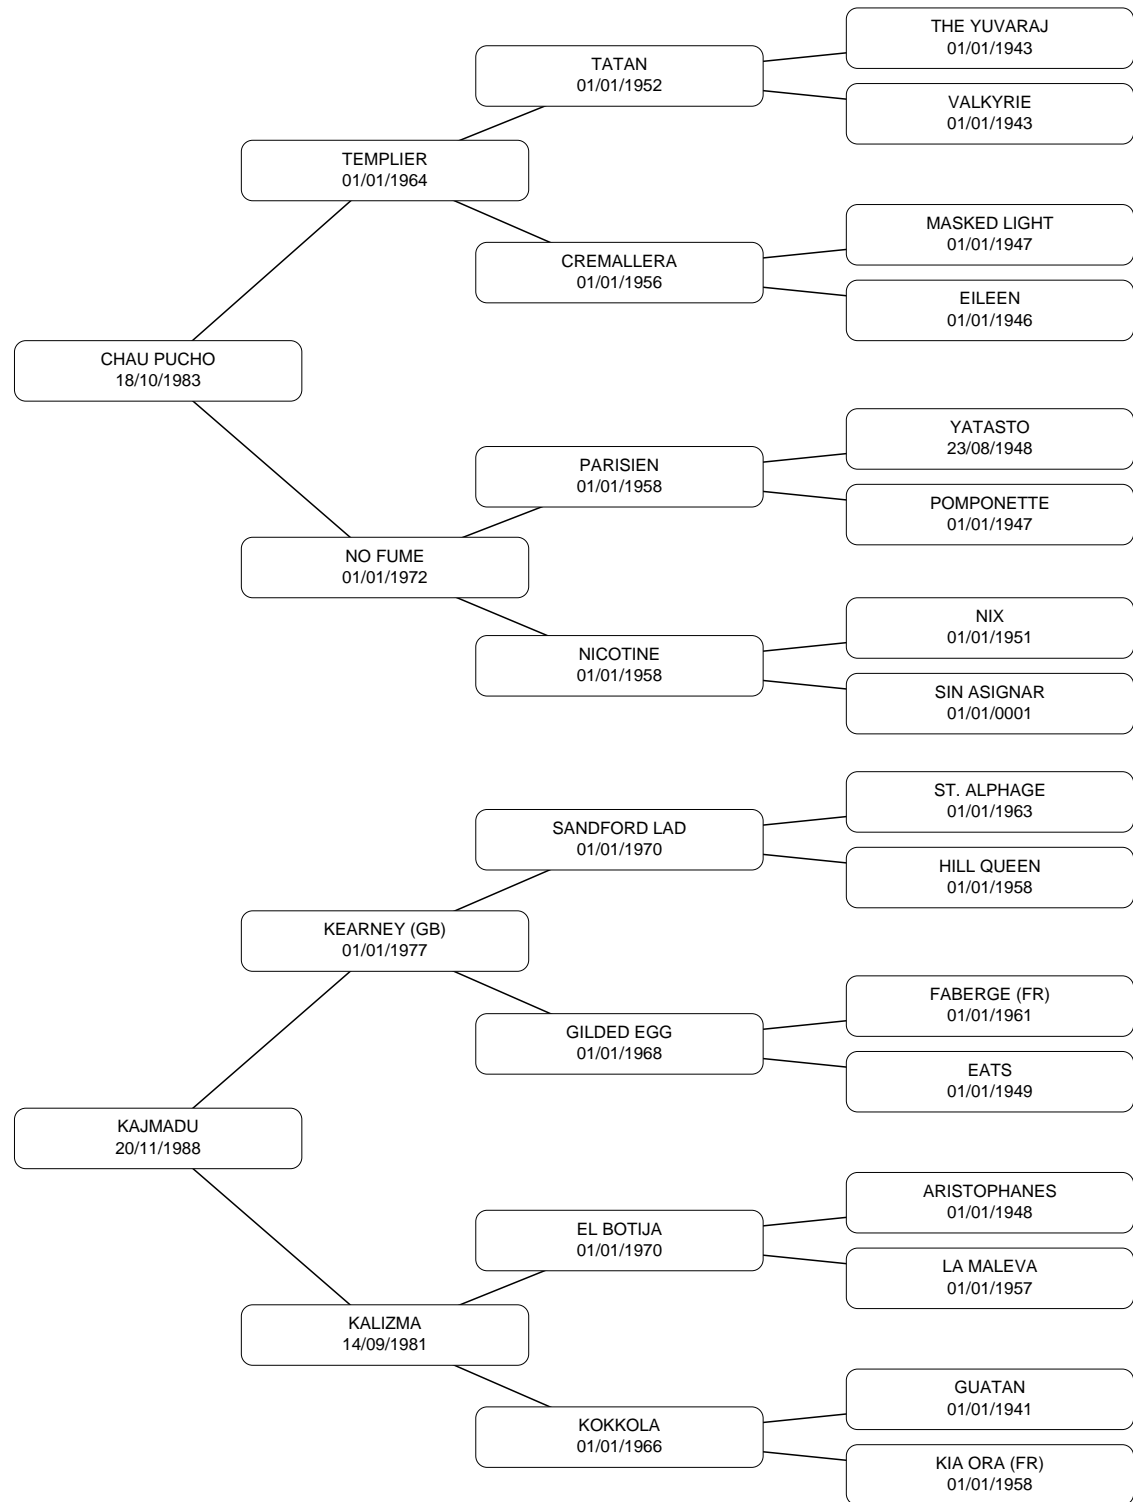 THE YUVARAJ
01/01/1943
TATAN
01/01/1952
VALKYRIE
01/01/1943
TEMPLIER
01/01/1964
MASKED LIGHT
01/01/1947
CREMALLERA
01/01/1956
EILEEN
01/01/1946
CHAU PUCHO
18/10/1983
YATASTO
23/08/1948
PARISIEN
01/01/1958
POMPONETTE
01/01/1947
NO FUME
01/01/1972
NIX
01/01/1951
NICOTINE
01/01/1958
SIN ASIGNAR
01/01/0001
ST. ALPHAGE
01/01/1963
SANDFORD LAD
01/01/1970
HILL QUEEN
01/01/1958
KEARNEY (GB)
01/01/1977
FABERGE (FR)
01/01/1961
GILDED EGG
01/01/1968
EATS
01/01/1949
KAJMADU
20/11/1988
ARISTOPHANES
01/01/1948
EL BOTIJA
01/01/1970
LA MALEVA
01/01/1957
KALIZMA
14/09/1981
GUATAN
01/01/1941
KOKKOLA
01/01/1966
KIA ORA (FR)
01/01/1958